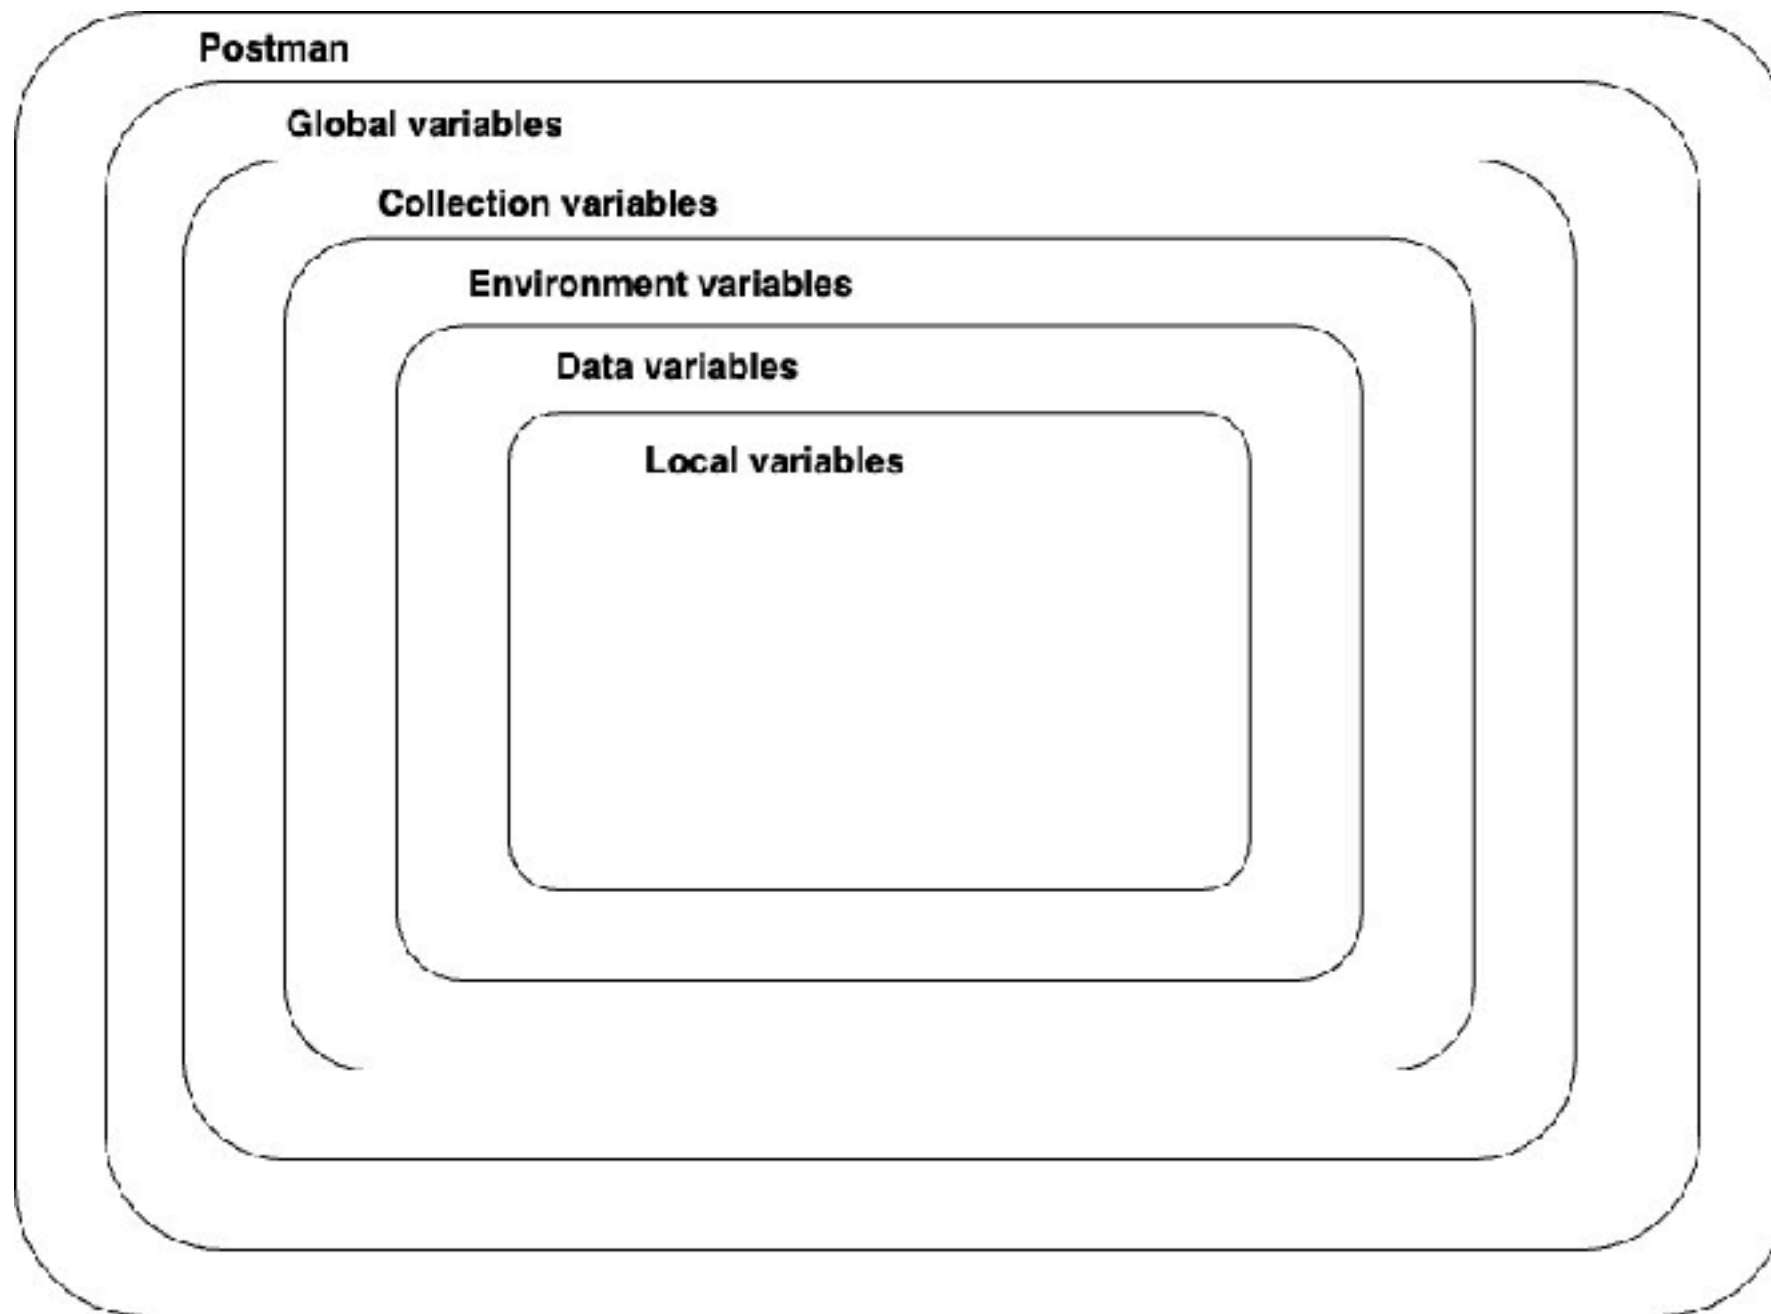 Postman
Global variables
Collection variables
Environment variables
Data variables
Local variables